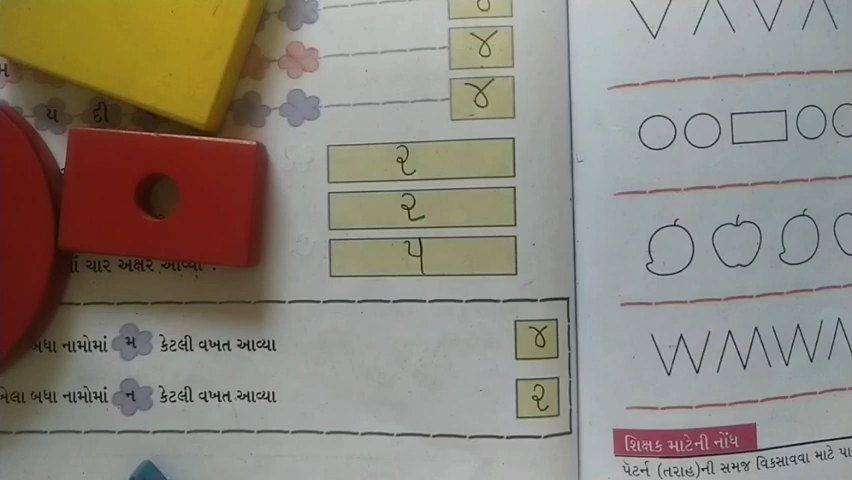 ૪
૪
ય દી
૨
૨
૫
ચાર અક્ષર આવ્યા
બધા નામોમાં મ કેટલી વખત આવ્યા ૪
બધા નામોમાં ન કેટલી વખત આવ્યા ૨
શિક્ષક માટેની નોંધ
પેટર્ન (તરાહ)ની સમજ વિકસાવવા માટે